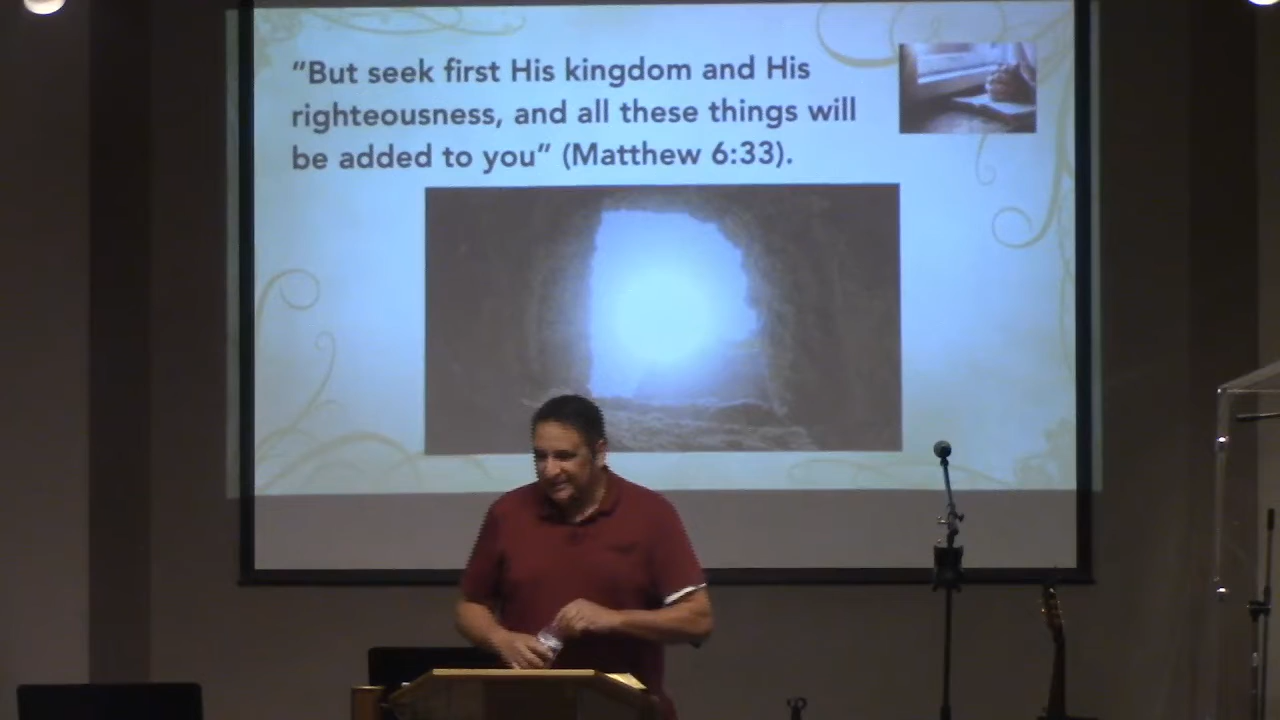 "But seek first His kingdom and His
righteousness, and all these things will
be added to you" (Matthew 6:33).